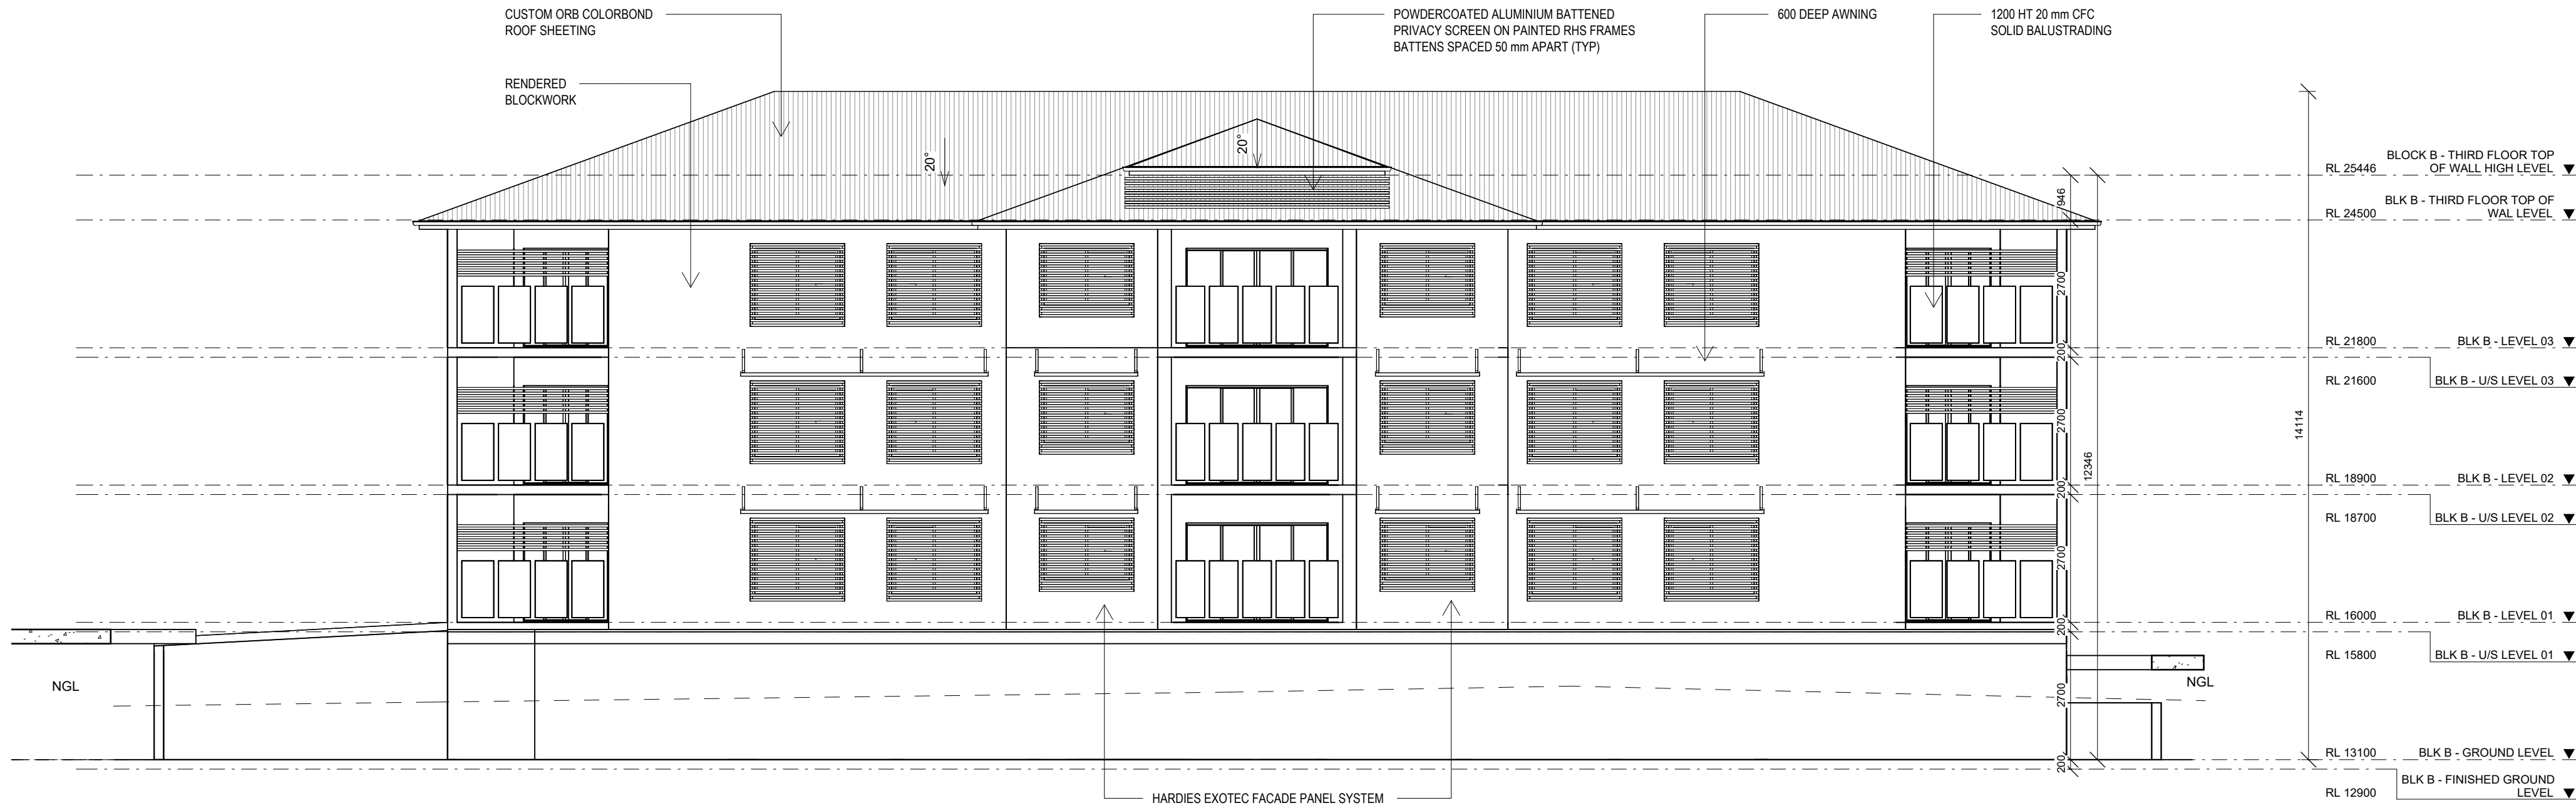 CUSTOM ORB COLORBOND
ROOF SHEETING
RENDERED
BLOCKWORK
POWDERCOATED ALUMINIUM BATTENED
PRIVACY SCREEN ON PAINTED RHS FRAMES
BATTENS SPACED 50 mm APART (TYP)
600 DEEP AWNING
1200 HT 20 mm CFC
SOLID BALUSTRADING
20°
20°
BLOCK B - THIRD FLOOR TOP
RL 25446 OF WALL HIGH LEVEL
946
BLK B - THIRD FLOOR TOP OF
RL 24500 WAL LEVEL
2700
RL 21800 BLK B - LEVEL 03
200
RL 21600 BLK B - U/S LEVEL 03
2700
14114
12346
RL 18900 BLK B - LEVEL 02
200
RL 18700 BLK B - U/S LEVEL 02
2700
RL 16000 BLK B - LEVEL 01
200
RL 15800 BLK B - U/S LEVEL 01
NGL
NGL
2700
RL 13100 BLK B - GROUND LEVEL
200
BLK B - FINISHED GROUND
RL 12900 LEVEL
HARDIES EXOTEC FACADE PANEL SYSTEM